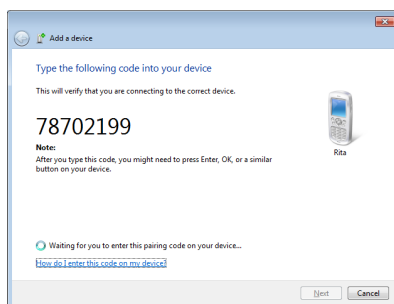 Add a device
Type the following code into your device
This will verify that you are connecting to the correct device.
78702199
Note:
After you type this code, you might need to press Enter, OK, or a similar
button on your device.
Rita
Waiting for you to enter this pairing code on your device...
How do I enter this code on my device?
Next Cancel